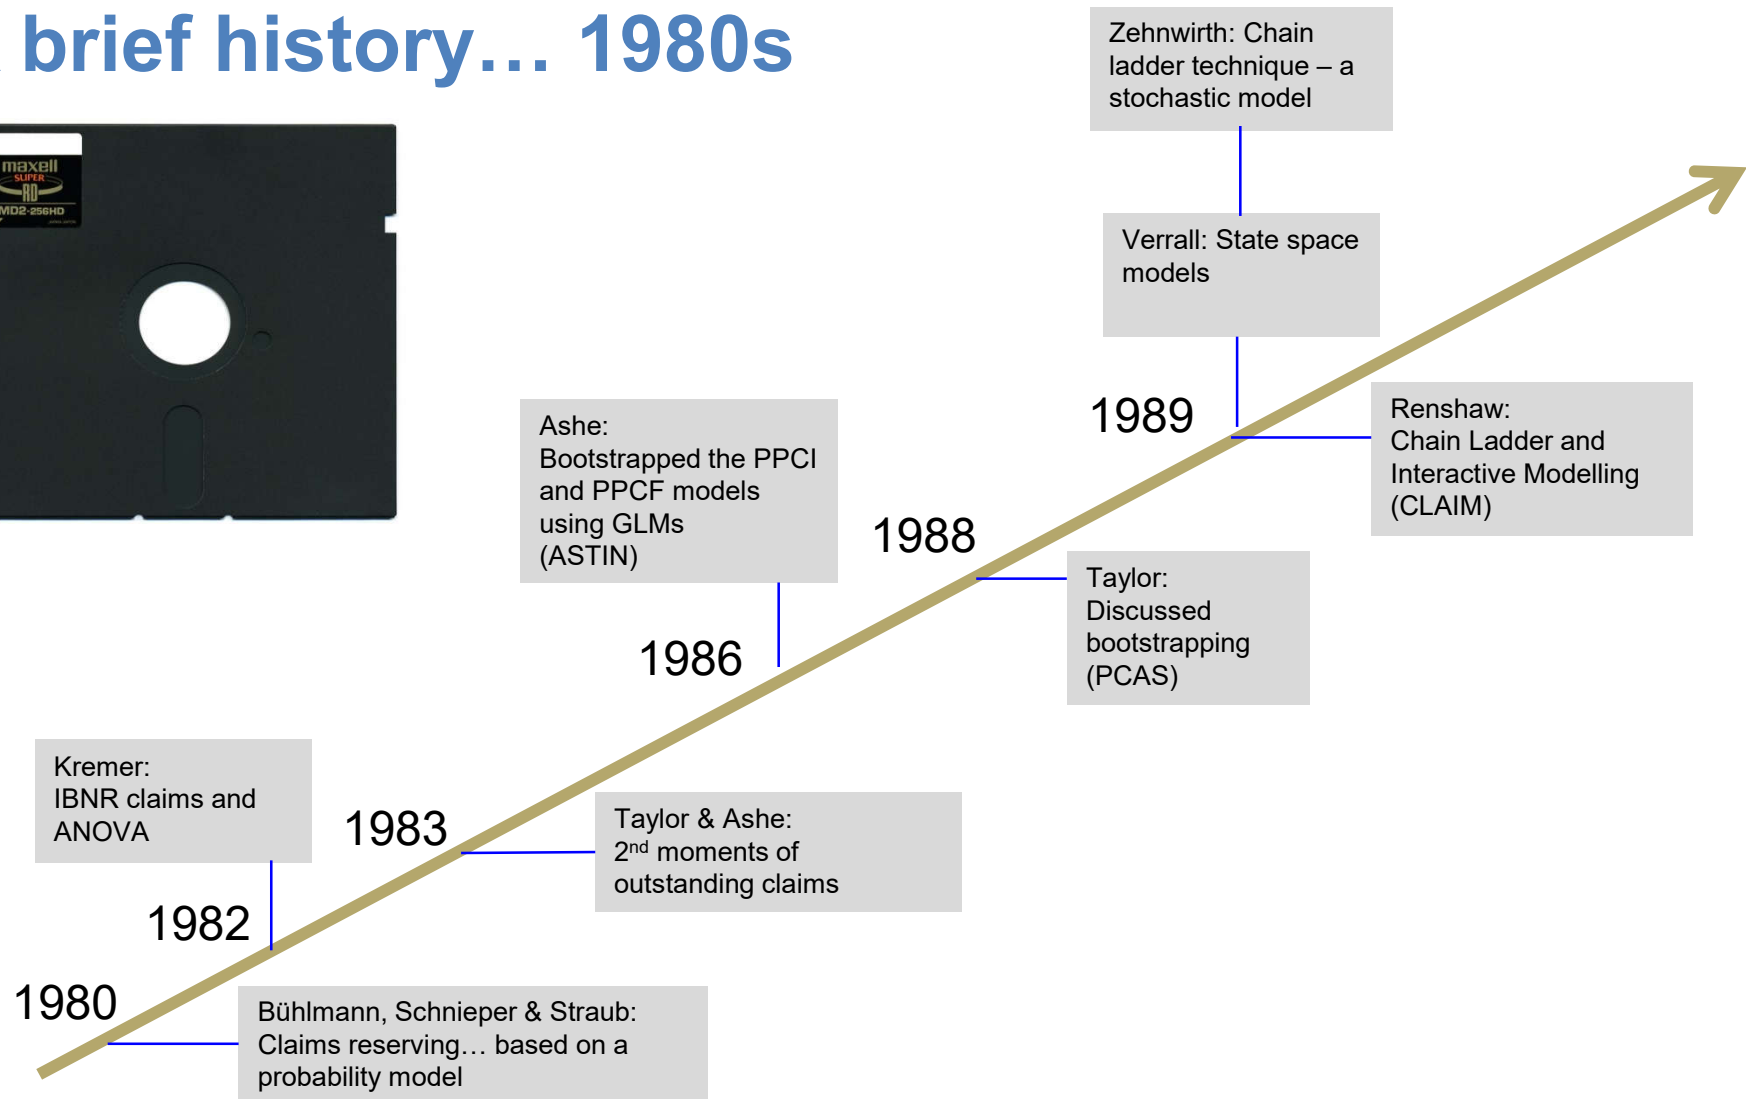 brief history… 1980s
maxell
SUPER
RD
MD2-256HD
Zehnwirth: Chain
ladder technique – a
stochastic model
Verrall: State space
models
1989
Renshaw:
Chain Ladder and
Interactive Modelling
(CLAIM)
Ashe:
Bootstrapped the PPCI
and PPCF models
using GLMs
(ASTIN)
1988
Taylor:
Discussed
bootstrapping
(PCAS)
1986
Kremer:
IBNR claims and
ANOVA
1983
Taylor & Ashe:
2nd moments of
outstanding claims
1982
1980
Bühlmann, Schnieper & Straub:
Claims reserving… based on a
probability model